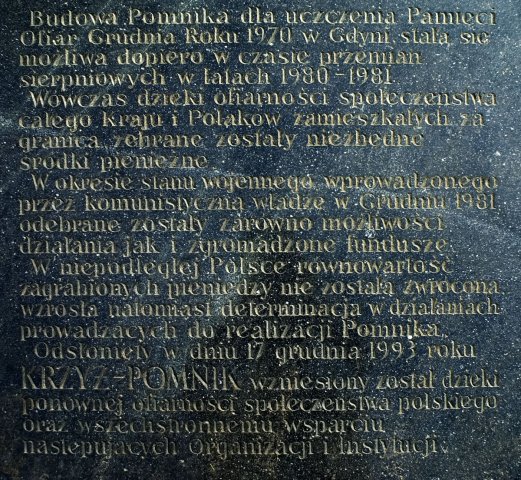 Budowa Pomnika dla uczczenia Pamięci
Ofiar Grudnia Roku 1970 w Gdyni, stała się
możliwa dopiero w czasie przemian
sierpniowych w latach 1980-1981.
Wówczas dzięki ofiarności społeczeństwa
całego Kraju i Polaków zamieszkałych za
granicą, zebrane zostały niezbędne
środki pieniężne.
W okresie stanu wojennego, wprowadzonego
przez komunistyczną władzę w Grudniu 1981
odebrane zostały zarówno możliwości
działania jak i zgromadzone fundusze.
W niepodległej Polsce równowartość
zagrabionych pieniędzy nie została zwrócona
wzrosła natomiast determinacja w działaniach
prowadzących do realizacji Pomnika.
Odsłonięty w dniu 17 grudnia 1993 roku
KRZYŻ-POMNIK wzniesiony został dzięki
ponownej ofiarności społeczeństwa polskiego
oraz wszechstronnemu wsparciu
następujących Organizacji i Instytucji: